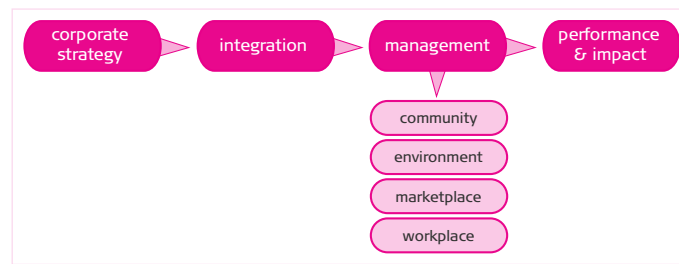 corporate
strategy
integration
management
performance
& impact
community
environment
marketplace
workplace